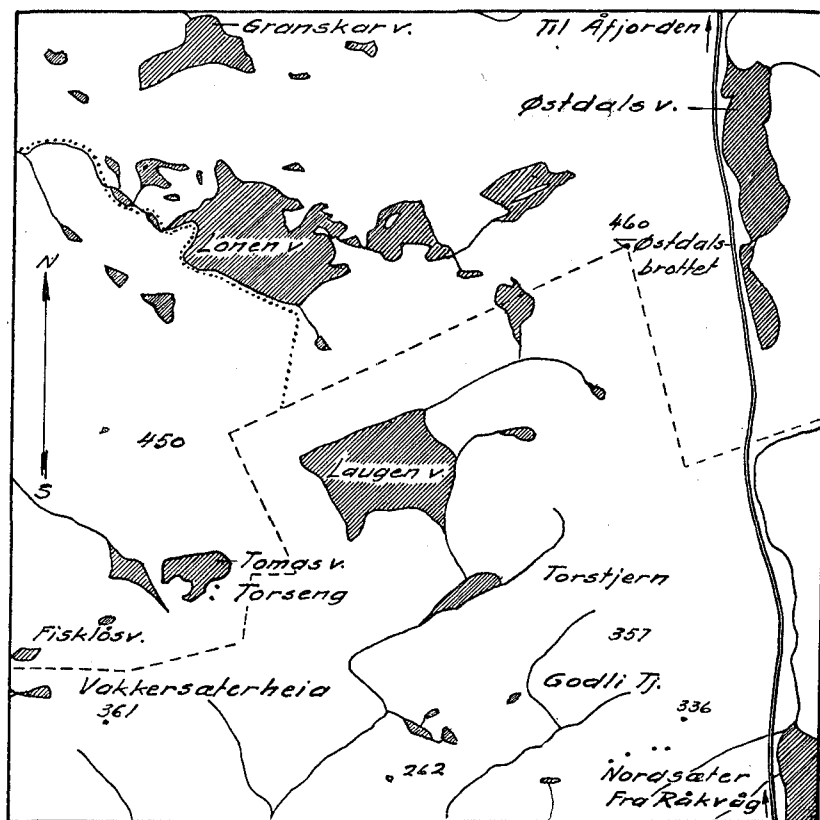 Granskar v.
Til Åfjorden
Østdals v.
460
Østdals-
brottet
Lonen v
N
450
S
Laugen v.
Tomas v.
Torseng
Torstjern
Fisklösv.
357
Vakkersæterheia
361
Godli Tj.
336
262
Nordsæter
Fra Råkvåg